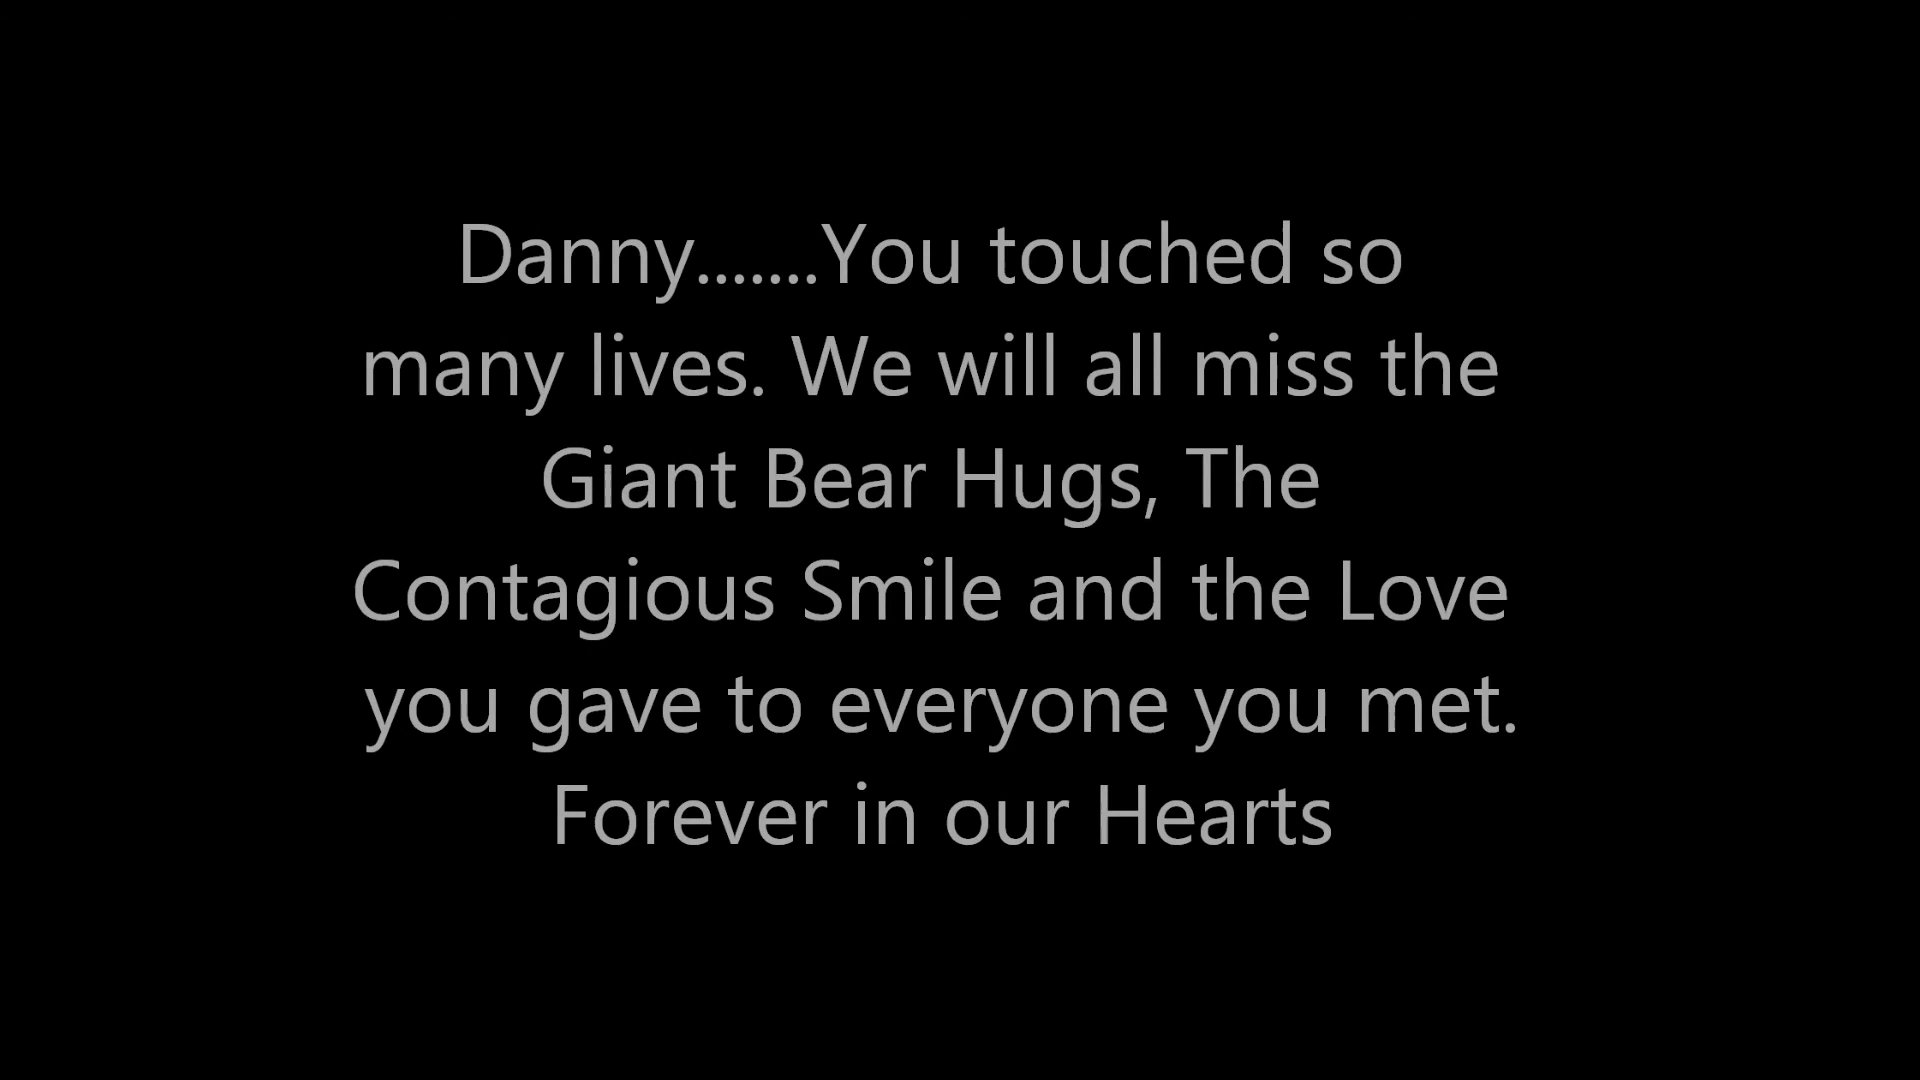 Danny.......You touched so
many lives. We will all miss the
Giant Bear Hugs, The
Contagious Smile and the Love
you gave to everyone you met.
Forever in our Hearts